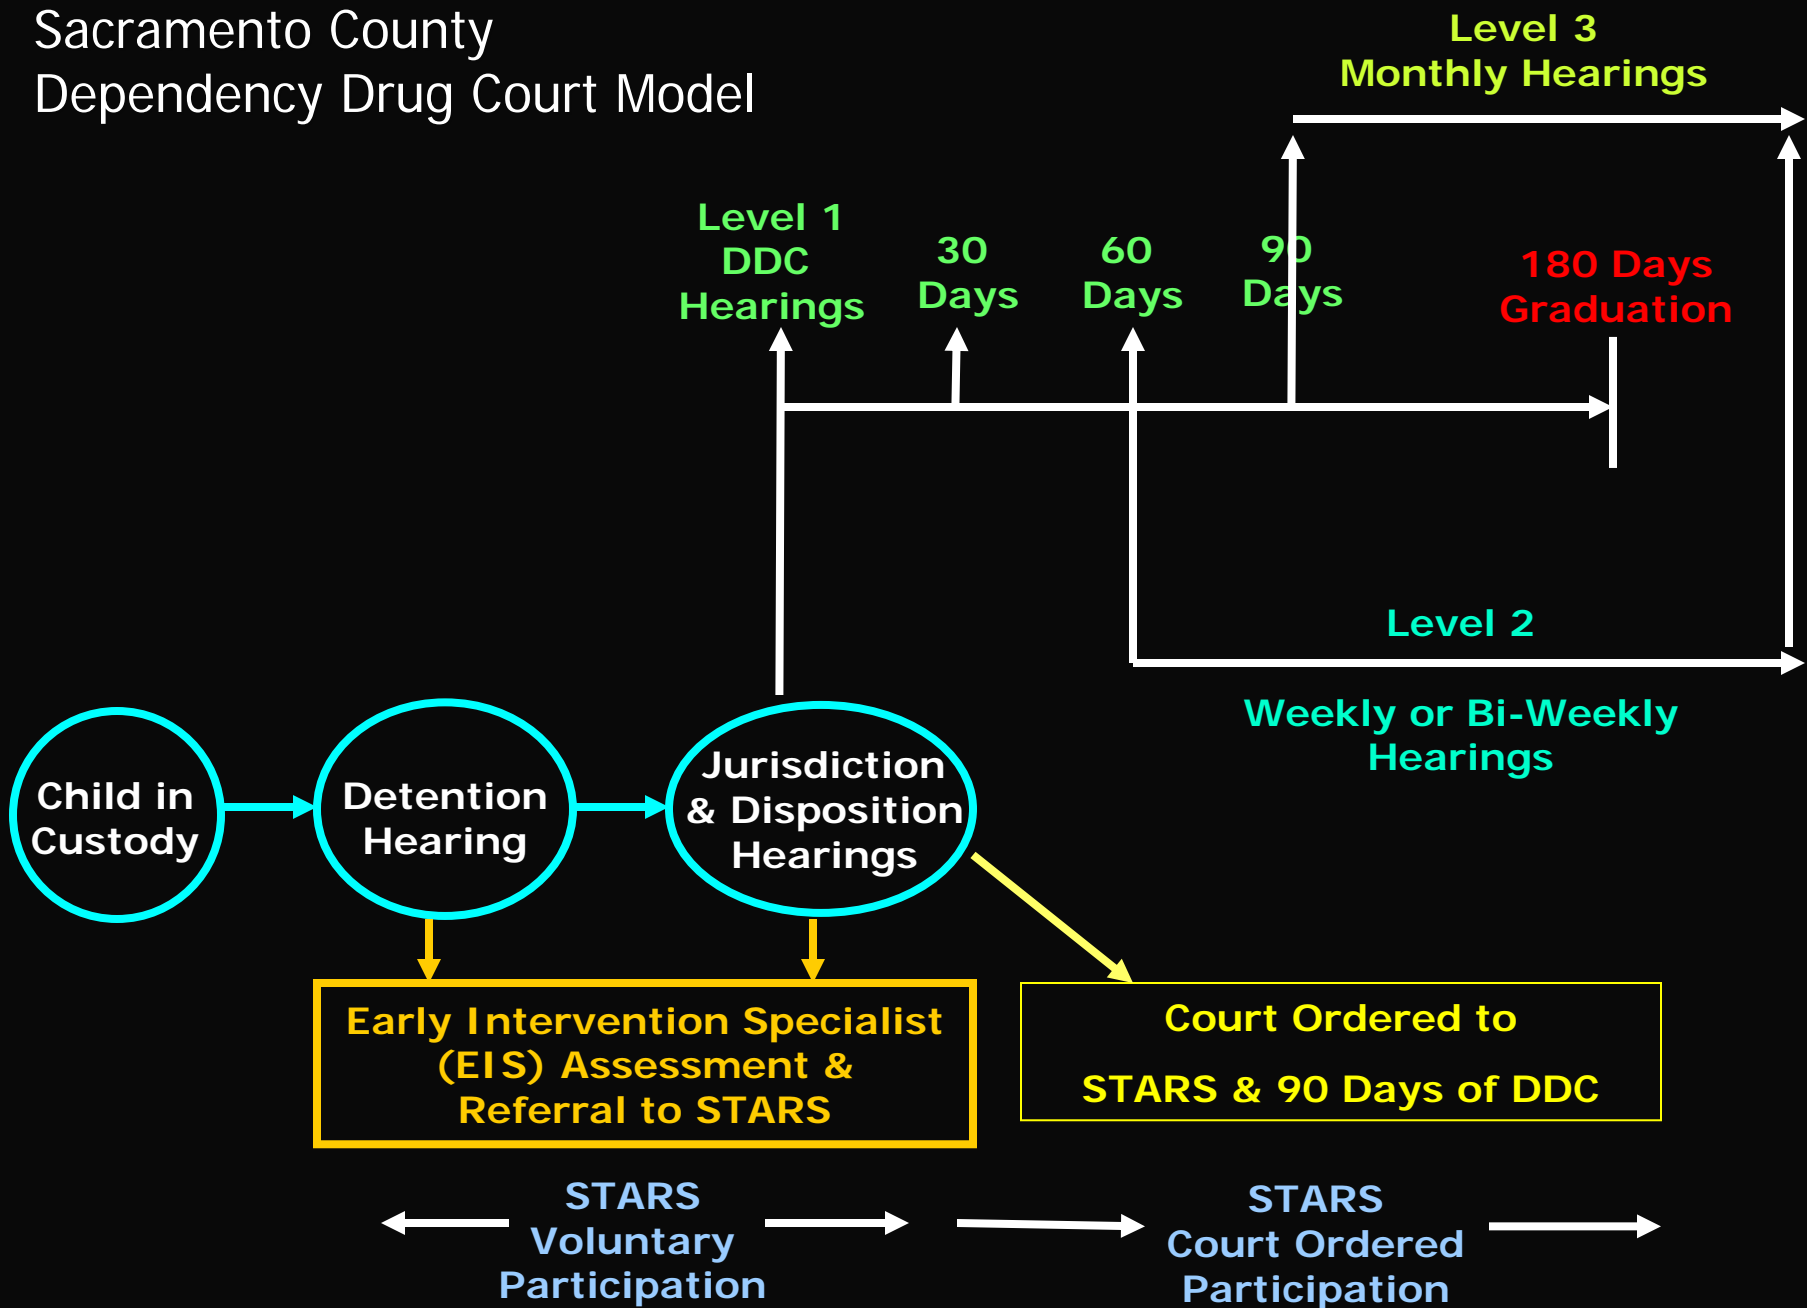 Sacramento County
Dependency Drug Court Model
Level 3
Monthly Hearings
Level 1
DDC
Hearings
30
Days
60
Days
90
Days
180 Days
Graduation
Level 2
Weekly or Bi-Weekly
Hearings
Child in
Custody
Detention
Hearing
Jurisdiction
& Disposition
Hearings
Early Intervention Specialist
(EIS) Assessment &
Referral to STARS
Court Ordered to
STARS & 90 Days of DDC
STARS
Voluntary
Participation
STARS
Court Ordered
Participation